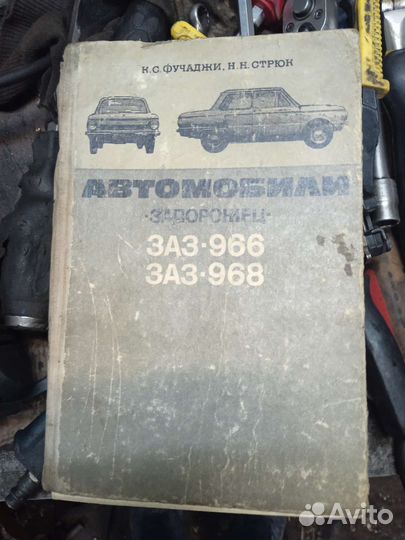 К.С.ФУЧАДЖИ, Н.Н.СТРЮК
АВТОМОБИЛИ
·ЗАПОРОЖЕЦ·
ЗАЗ·966
ЗАЗ·968
Avito